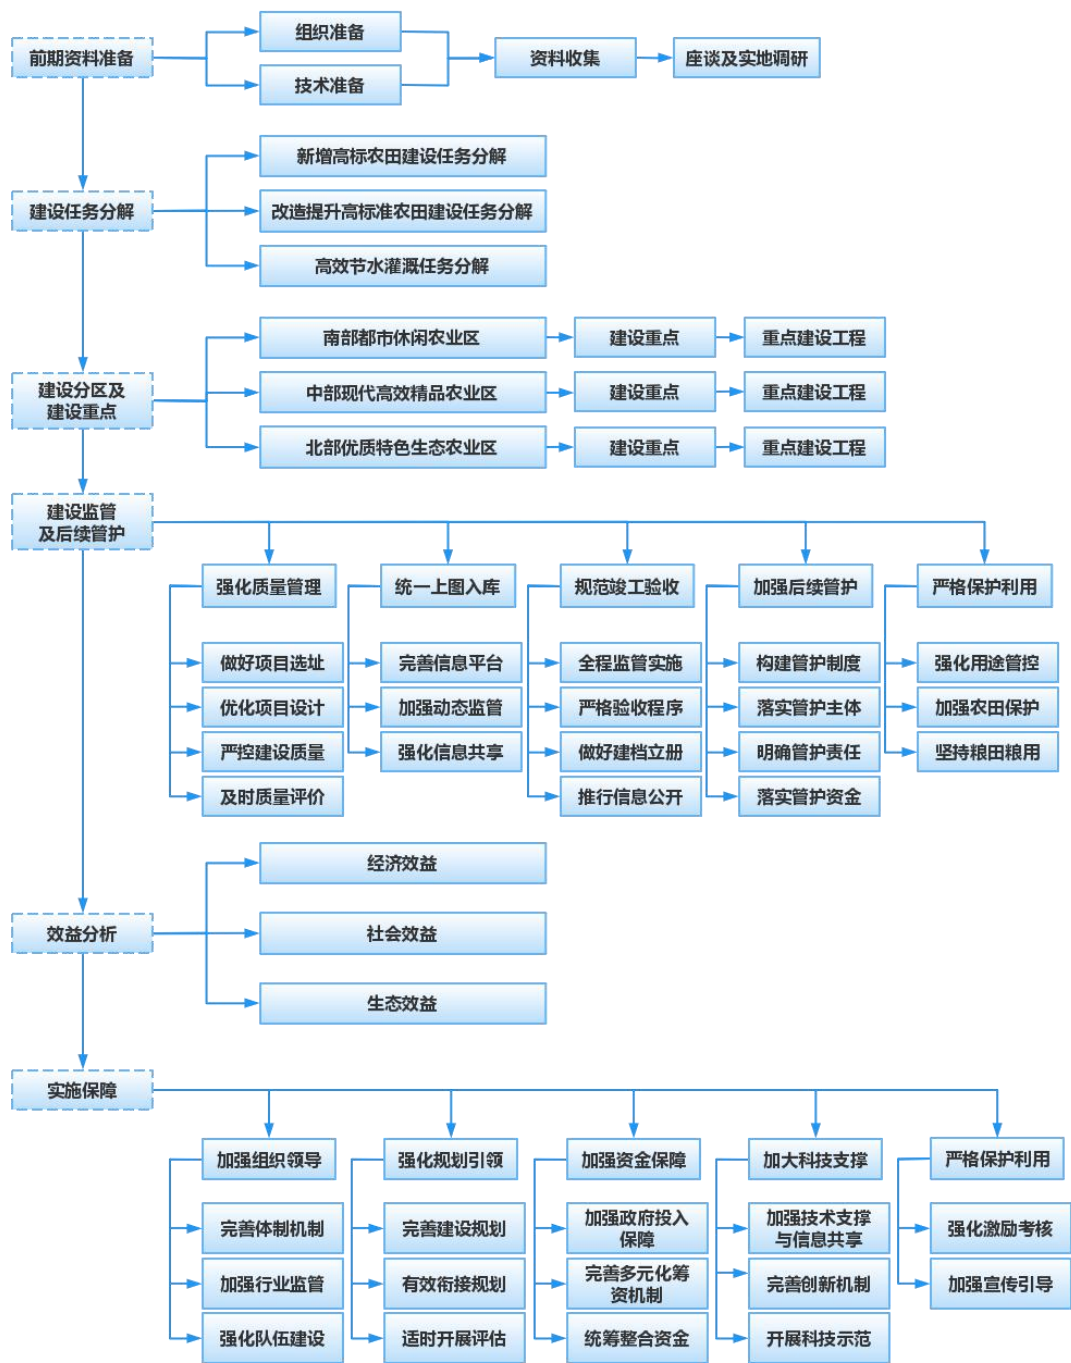 前期资料准备
组织准备
技术准备
资料收集
座谈及实地调研
建设任务分解
新增高标农田建设任务分解
改造提升高标准农田建设任务分解
高效节水灌溉任务分解
建设分区及
建设重点
南部都市休闲农业区
建设重点
重点建设工程
中部现代高效精品农业区
建设重点
重点建设工程
北部优质特色生态农业区
建设重点
重点建设工程
建设监管
及后续管护
强化质量管理
统一上图入库
规范竣工验收
加强后续管护
严格保护利用
做好项目选址
完善信息平台
全程监管实施
构建管护制度
强化用途管控
优化项目设计
加强动态监管
严格验收程序
落实管护主体
加强农田保护
严控建设质量
强化信息共享
做好建档立册
明确管护责任
坚持粮田粮用
及时质量评价
推行信息公开
落实管护资金
效益分析
经济效益
社会效益
生态效益
实施保障
加强组织领导
强化规划引领
加强资金保障
加大科技支撑
严格保护利用
完善体制机制
完善建设规划
加强政府投入
保障
加强技术支撑
与信息共享
强化激励考核
加强行业监管
有效衔接规划
完善多元化筹
资机制
完善创新机制
加强宣传引导
强化队伍建设
适时开展评估
统筹整合资金
开展科技示范